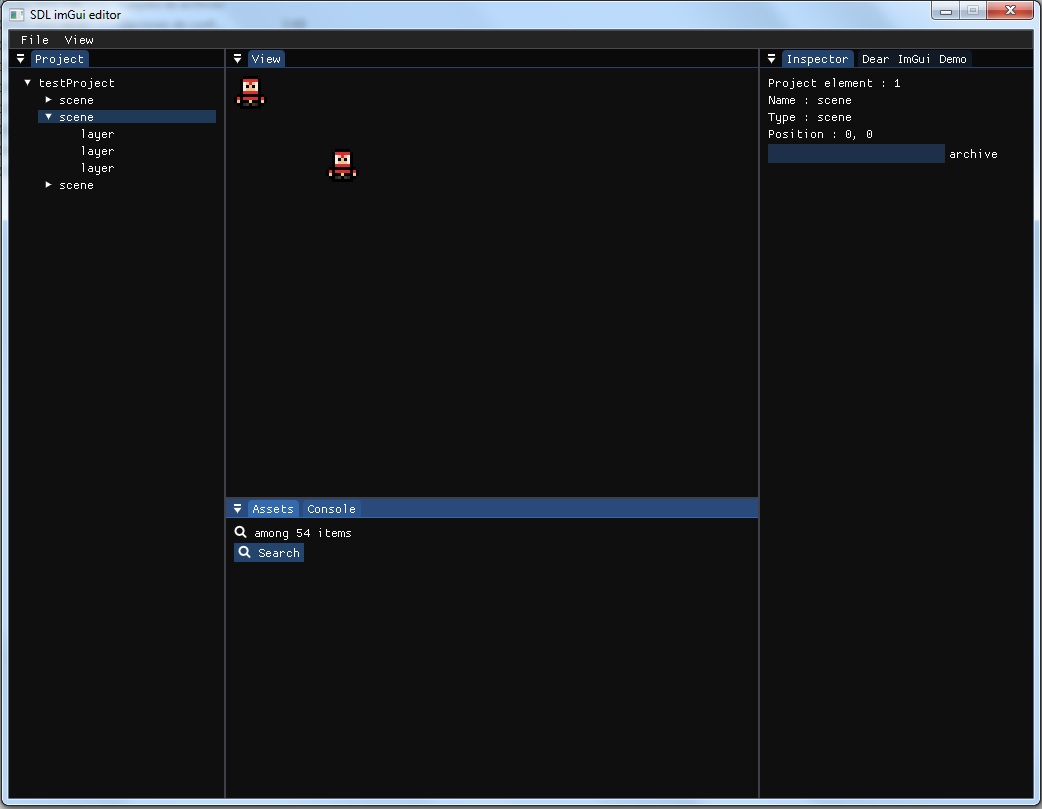 SDL imGui editor
File View
Project
testProject
scene
scene
layer
layer
layer
scene
View
Assets Console
among 54 items
Search
Inspector Dear ImGui Demo
Project element : 1
Name : scene
Type : scene
Position : 0, 0
archive